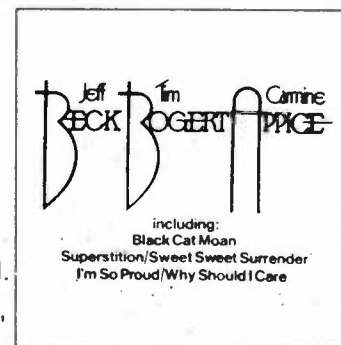 Jeff Tim Carmine
BECK BOGERT APPICE
including:
Black Cat Moan
Superstition/Sweet Sweet Surrender
I'm So Proud/Why Should I Care